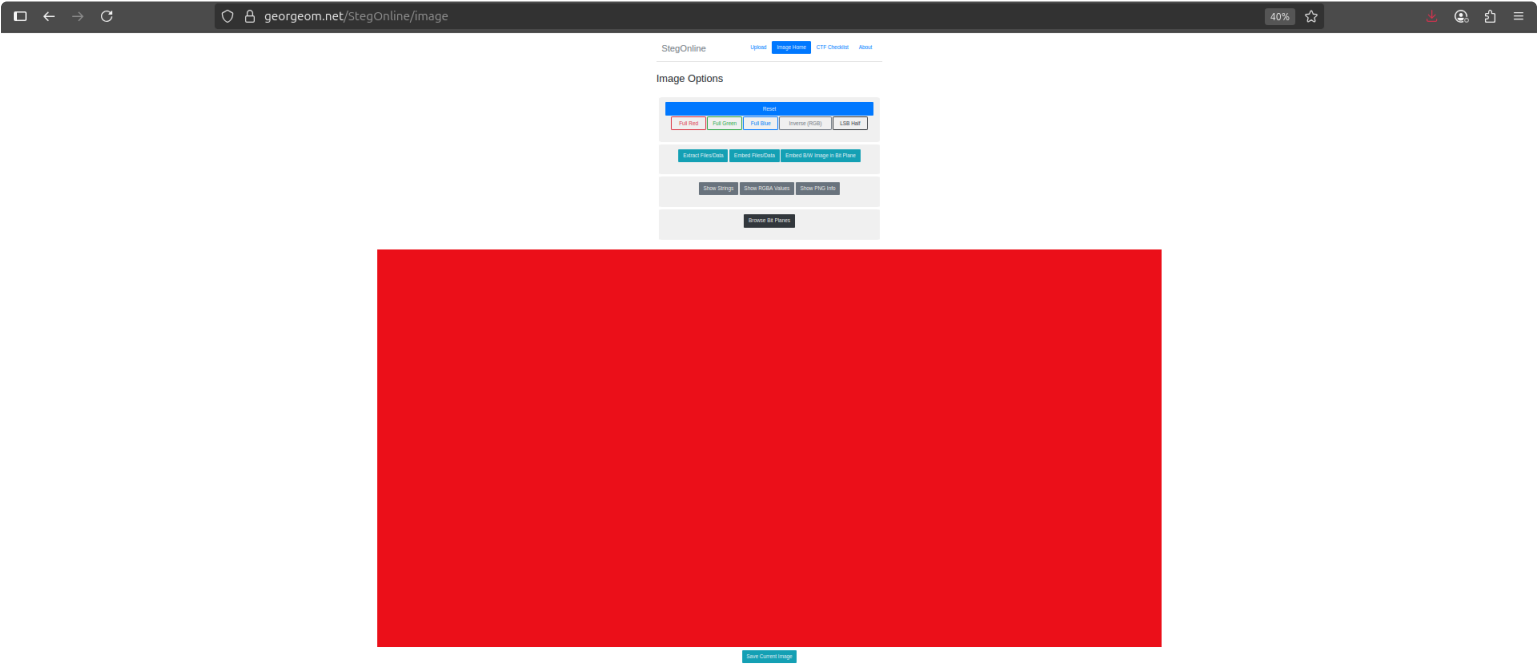 georgeom.net/StegOnline/image 40%
StegOnline Upload Image Home CTF Checklist About
Image Options
Reset
Full Red Full Green Full Blue Inverse (RGB) LSB Half
Extract Files/Data Embed Files/Data Embed B/W Image in Bit Plane
Show Strings Show RGBA Values Show PNG Info
Browse Bit Planes
Save Current Image